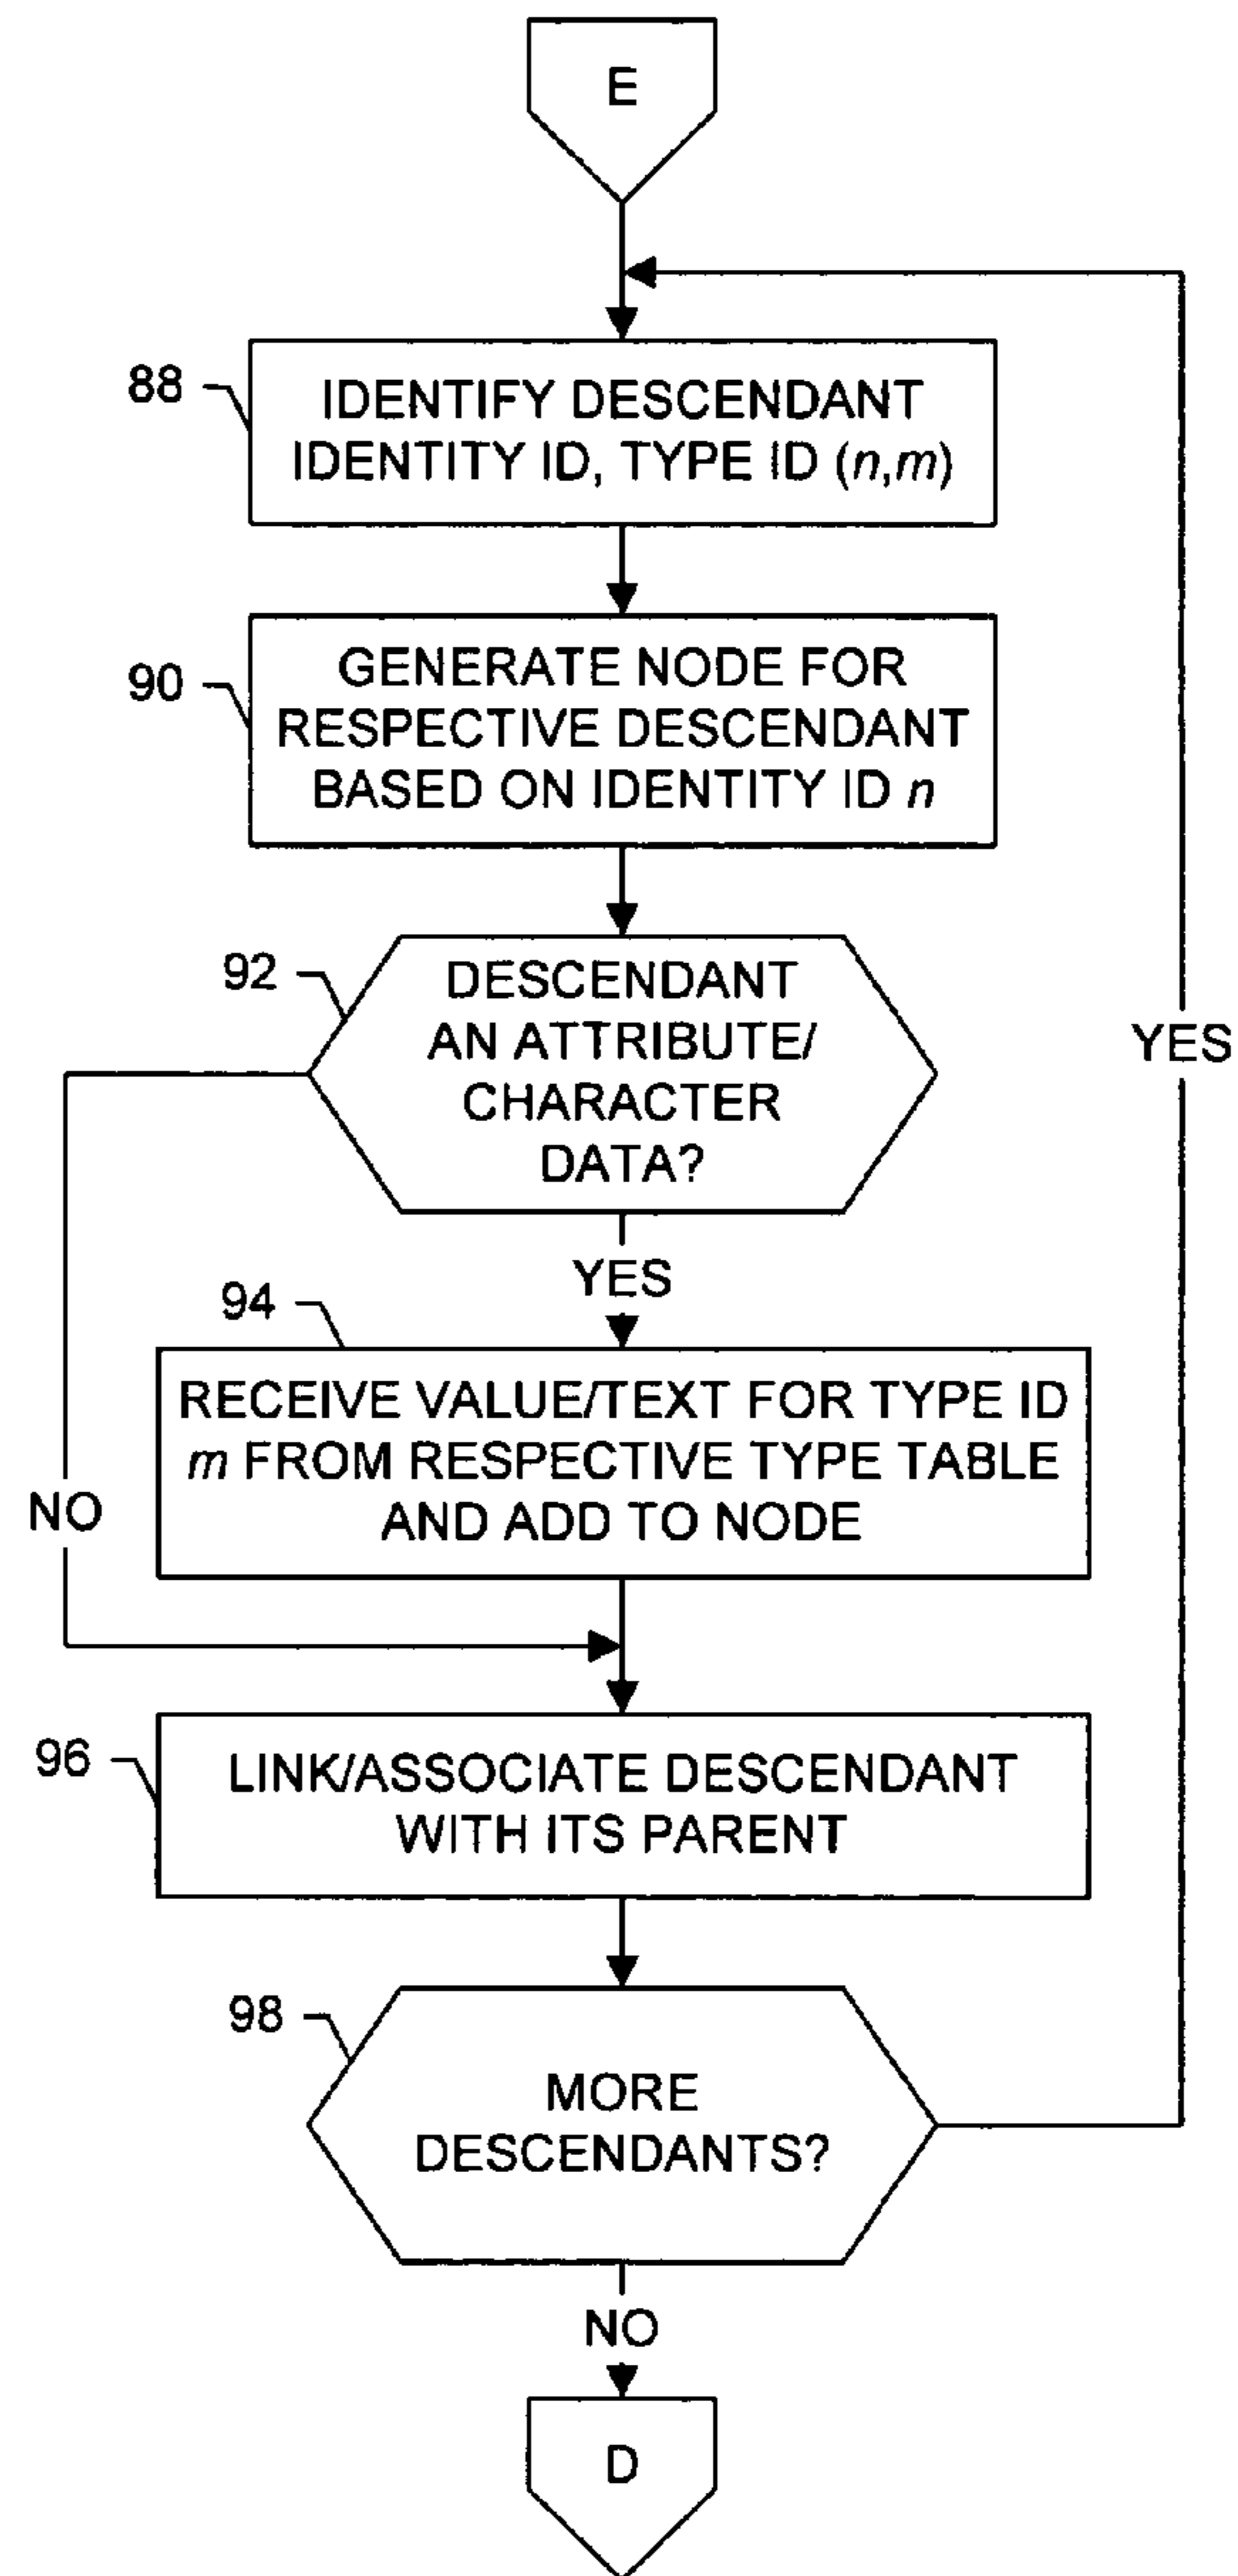 E
88
IDENTIFY DESCENDANT
IDENTITY ID, TYPE ID (n,m)
90
GENERATE NODE FOR
RESPECTIVE DESCENDANT
BASED ON IDENTITY ID n
92
DESCENDANT
AN ATTRIBUTE/
CHARACTER
DATA?
YES
YES
94
RECEIVE VALUE/TEXT FOR TYPE ID
m FROM RESPECTIVE TYPE TABLE
AND ADD TO NODE
NO
96
LINK/ASSOCIATE DESCENDANT
WITH ITS PARENT
98
MORE
DESCENDANTS?
NO
D